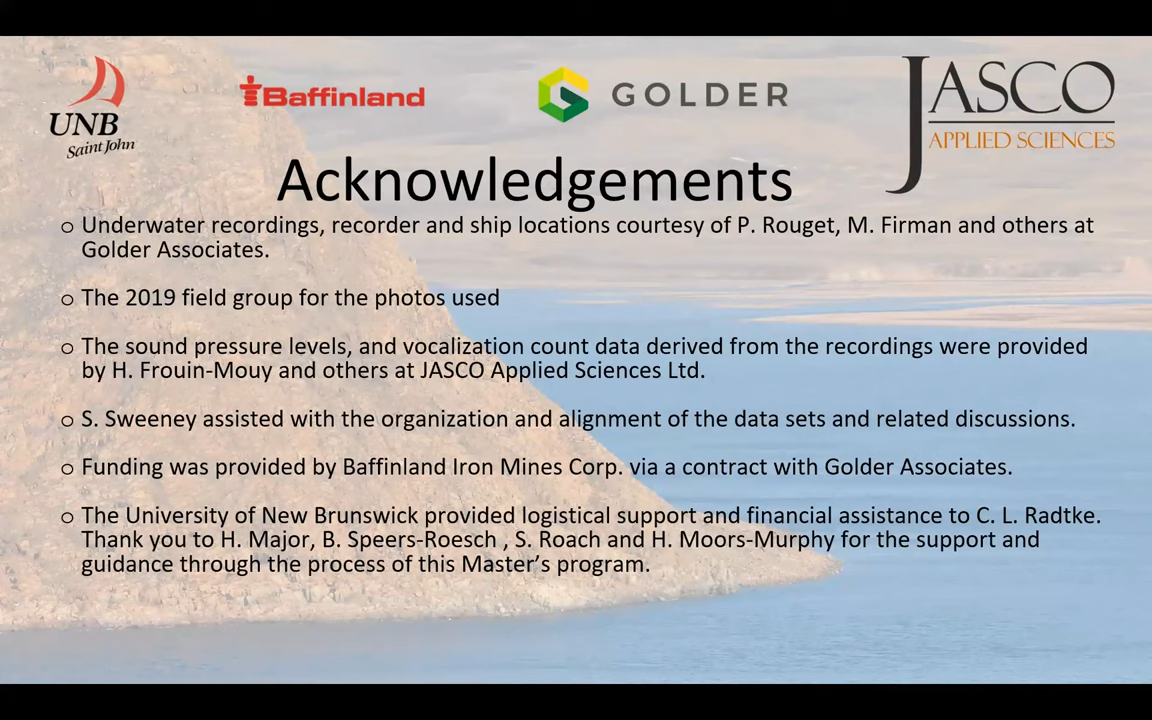 UNB
Saint John
Baffinland
GOLDER
JASCO
APPLIED SCIENCES
Acknowledgements
o Underwater recordings, recorder and ship locations courtesy of P. Rouget, M. Firman and others at
Golder Associates.
o The 2019 field group for the photos used
o The sound pressure levels, and vocalization count data derived from the recordings were provided
by H. Frouin-Mouy and others at JASCO Applied Sciences Ltd.
o S. Sweeney assisted with the organization and alignment of the data sets and related discussions.
o Funding was provided by Baffinland Iron Mines Corp. via a contract with Golder Associates.
o The University of New Brunswick provided logistical support and financial assistance to C. L. Radtke.
Thank you to H. Major, B. Speers-Roesch , S. Roach and H. Moors-Murphy for the support and
guidance through the process of this Master's program.